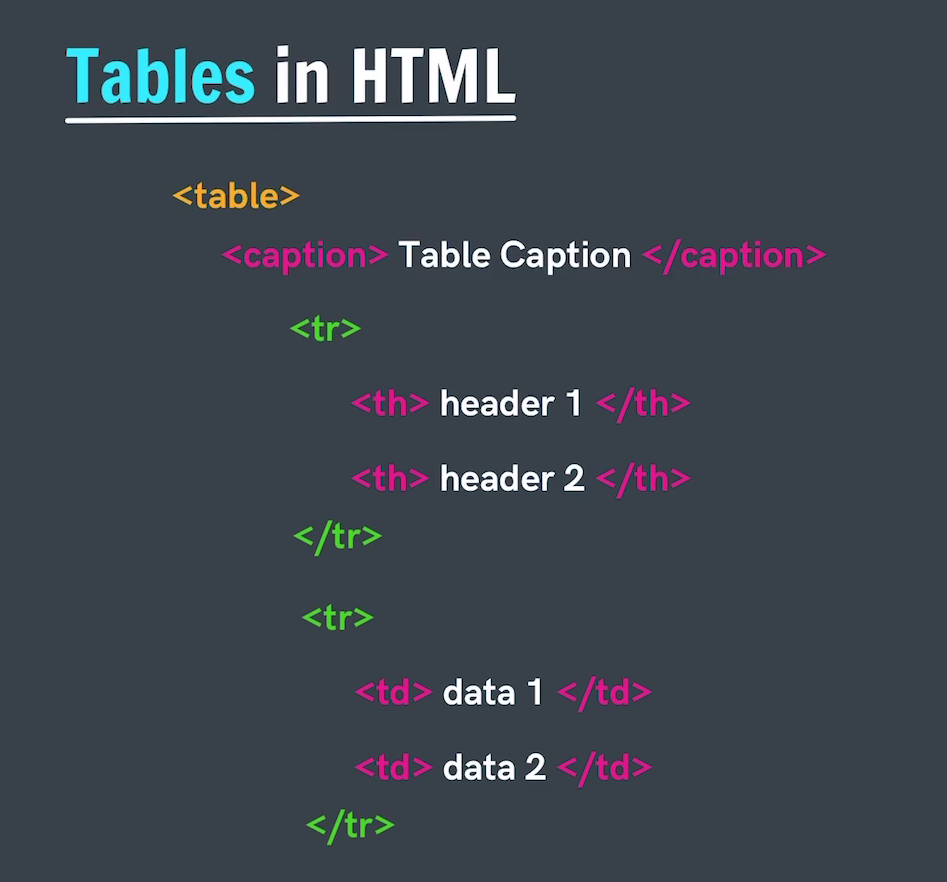 Tables in HTML
<table>
<caption> Table Caption </caption>
<tr>
<th> header 1 </th>
<th> header 2 </th>
</tr>
<tr>
<td> data 1 </td>
<td> data 2 </td>
</tr>